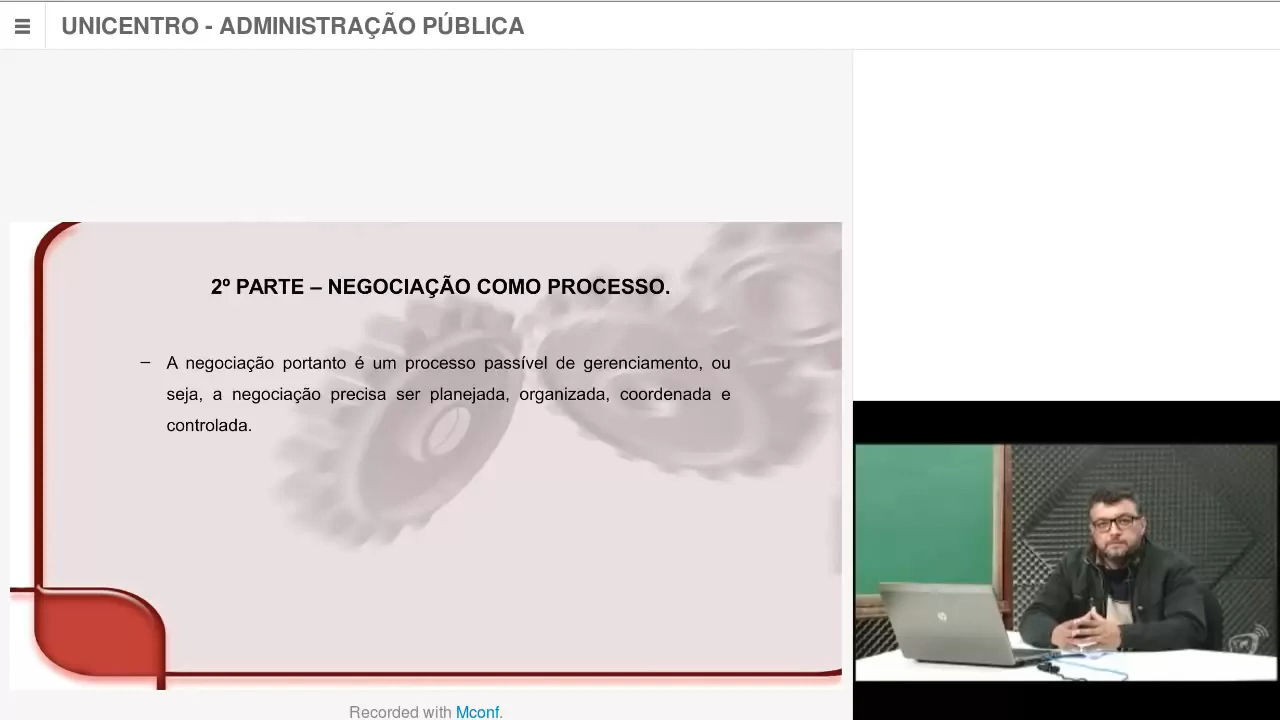 UNICENTRO - ADMINISTRAÇÃO PÚBLICA
2º PARTE – NEGOCIAÇÃO COMO PROCESSO.
– A negociação portanto é um processo passível de gerenciamento, ou
seja, a negociação precisa ser planejada, organizada, coordenada e
controlada.
hp
Recorded with Mconf.